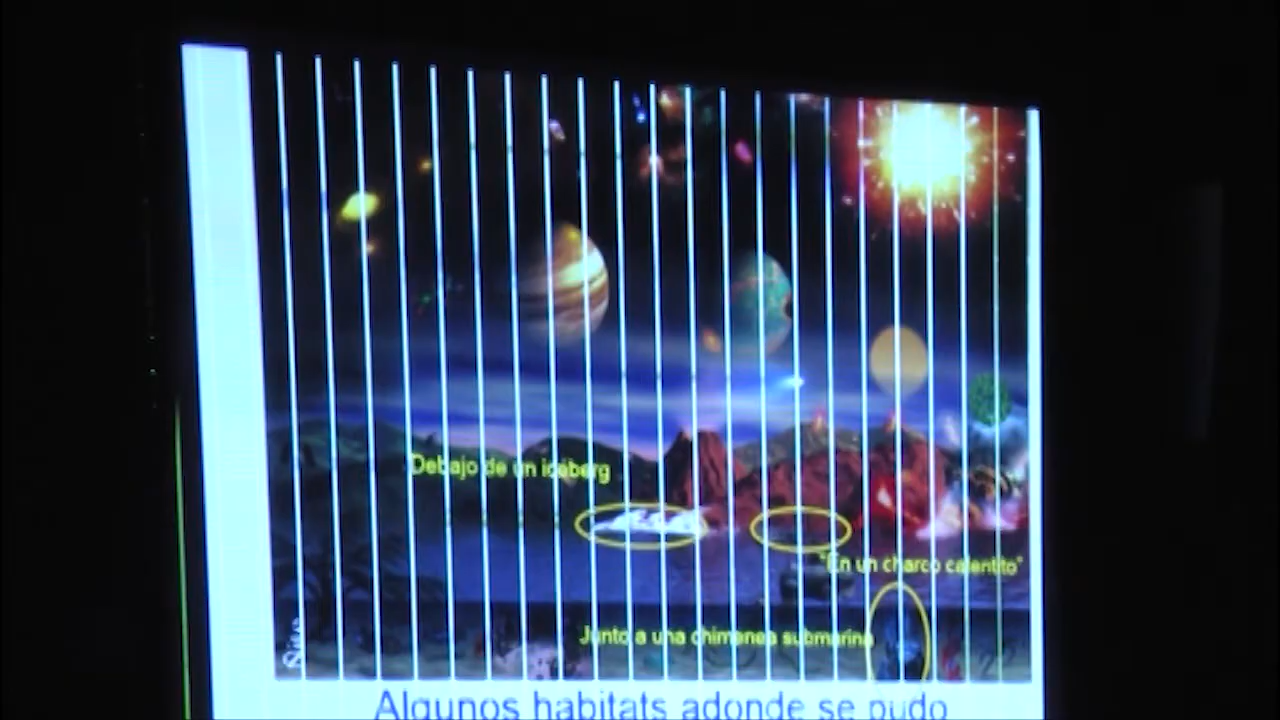 Debajo de un iceberg
"En un charco calentito"
Junto a una chimenea submarina
Algunos habitats adonde se pudo